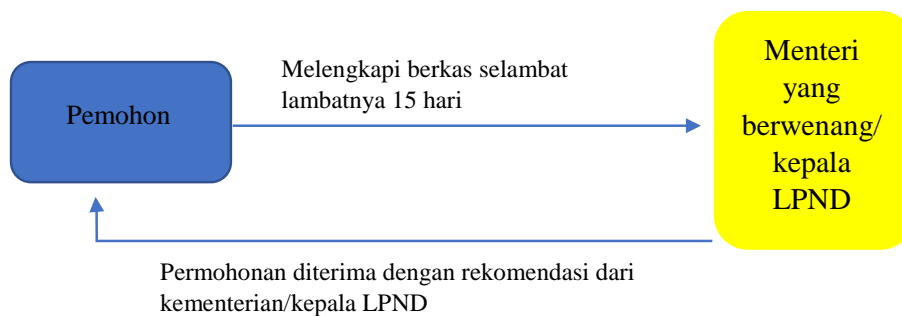 Pemohon
Melengkapi berkas selambat
lambatnya 15 hari
Menteri
yang
berwenang/
kepala
LPND
Permohonan diterima dengan rekomendasi dari
kementerian/kepala LPND